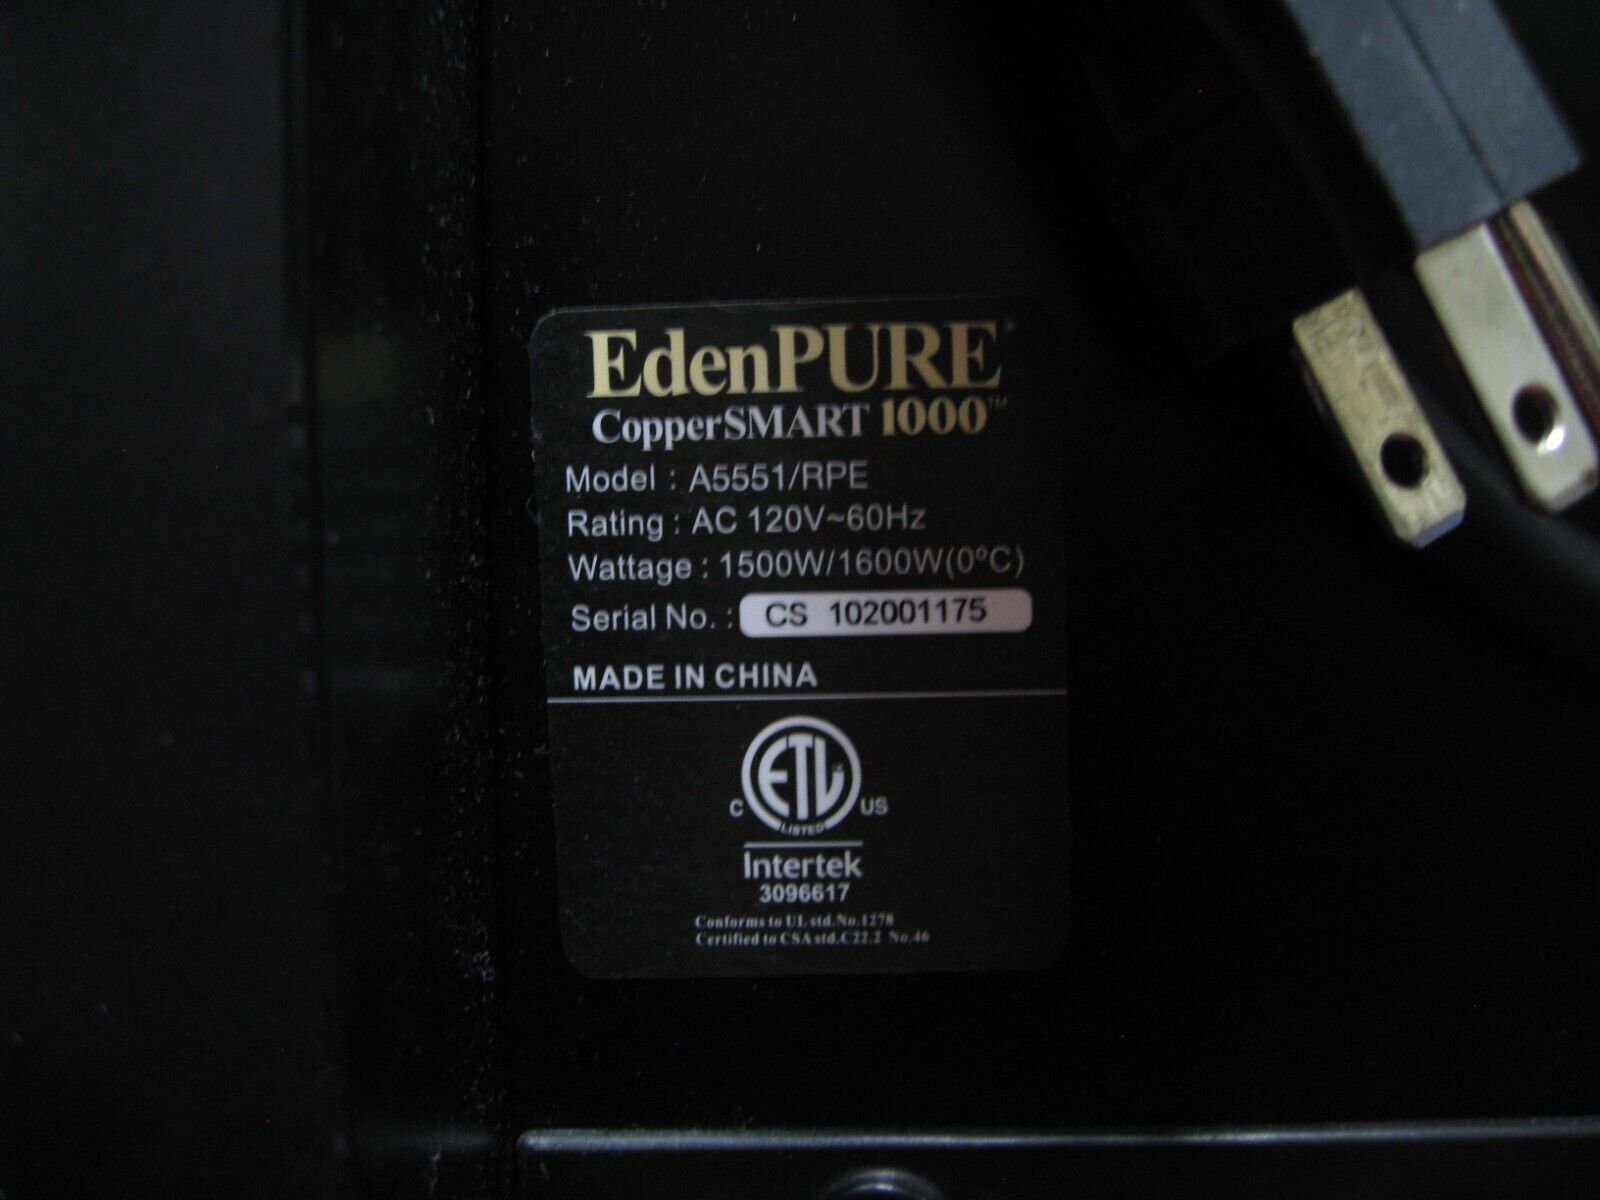 EdenPURE®
CopperSMART 1000™
Model : A5551/RPE
Rating : AC 120V~60Hz
Wattage : 1500W/1600W(0°C)
Serial No. : CS 102001175
MADE IN CHINA
ETL
C US
LISTED
Intertek
3096617
Conforms to UL std.No.1278
Certified to CSA std.C22.2 No.46